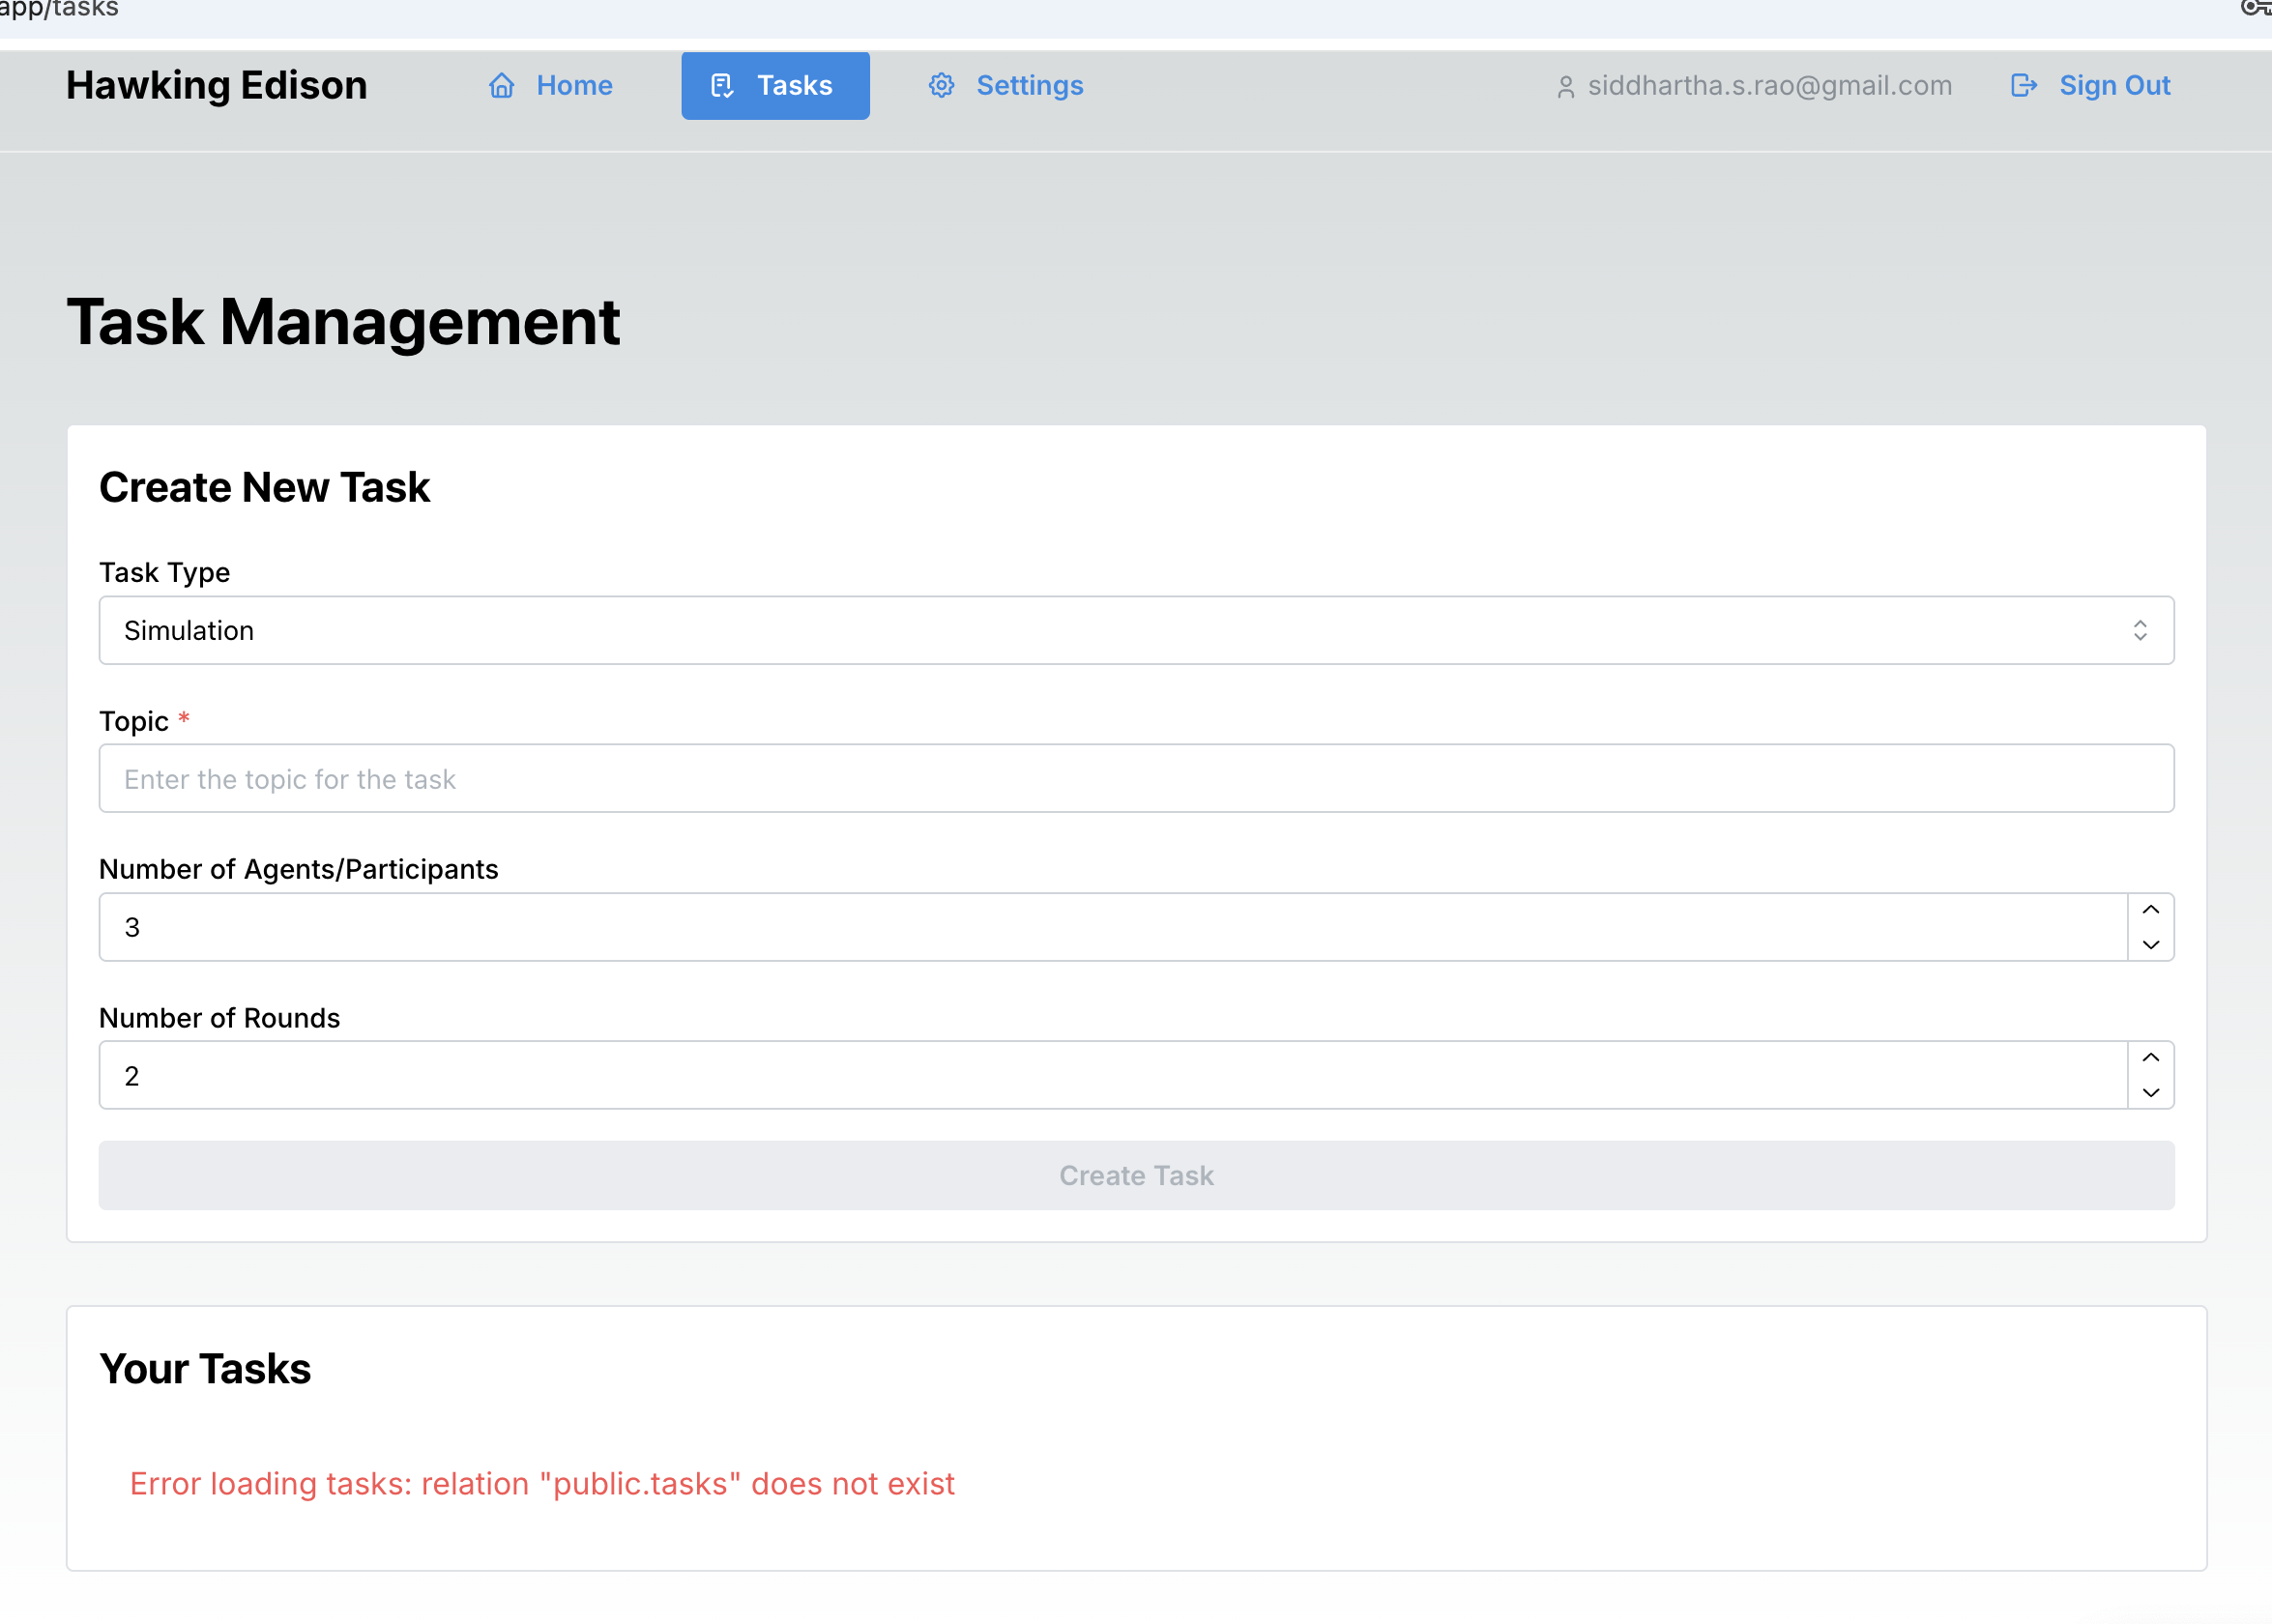 app/tasks
Hawking Edison Home Tasks Settings siddhartha.s.rao@gmail.com Sign Out
Task Management
Create New Task
Task Type
Simulation
Topic *
Enter the topic for the task
Number of Agents/Participants
3
Number of Rounds
2
Create Task
Your Tasks
Error loading tasks: relation "public.tasks" does not exist